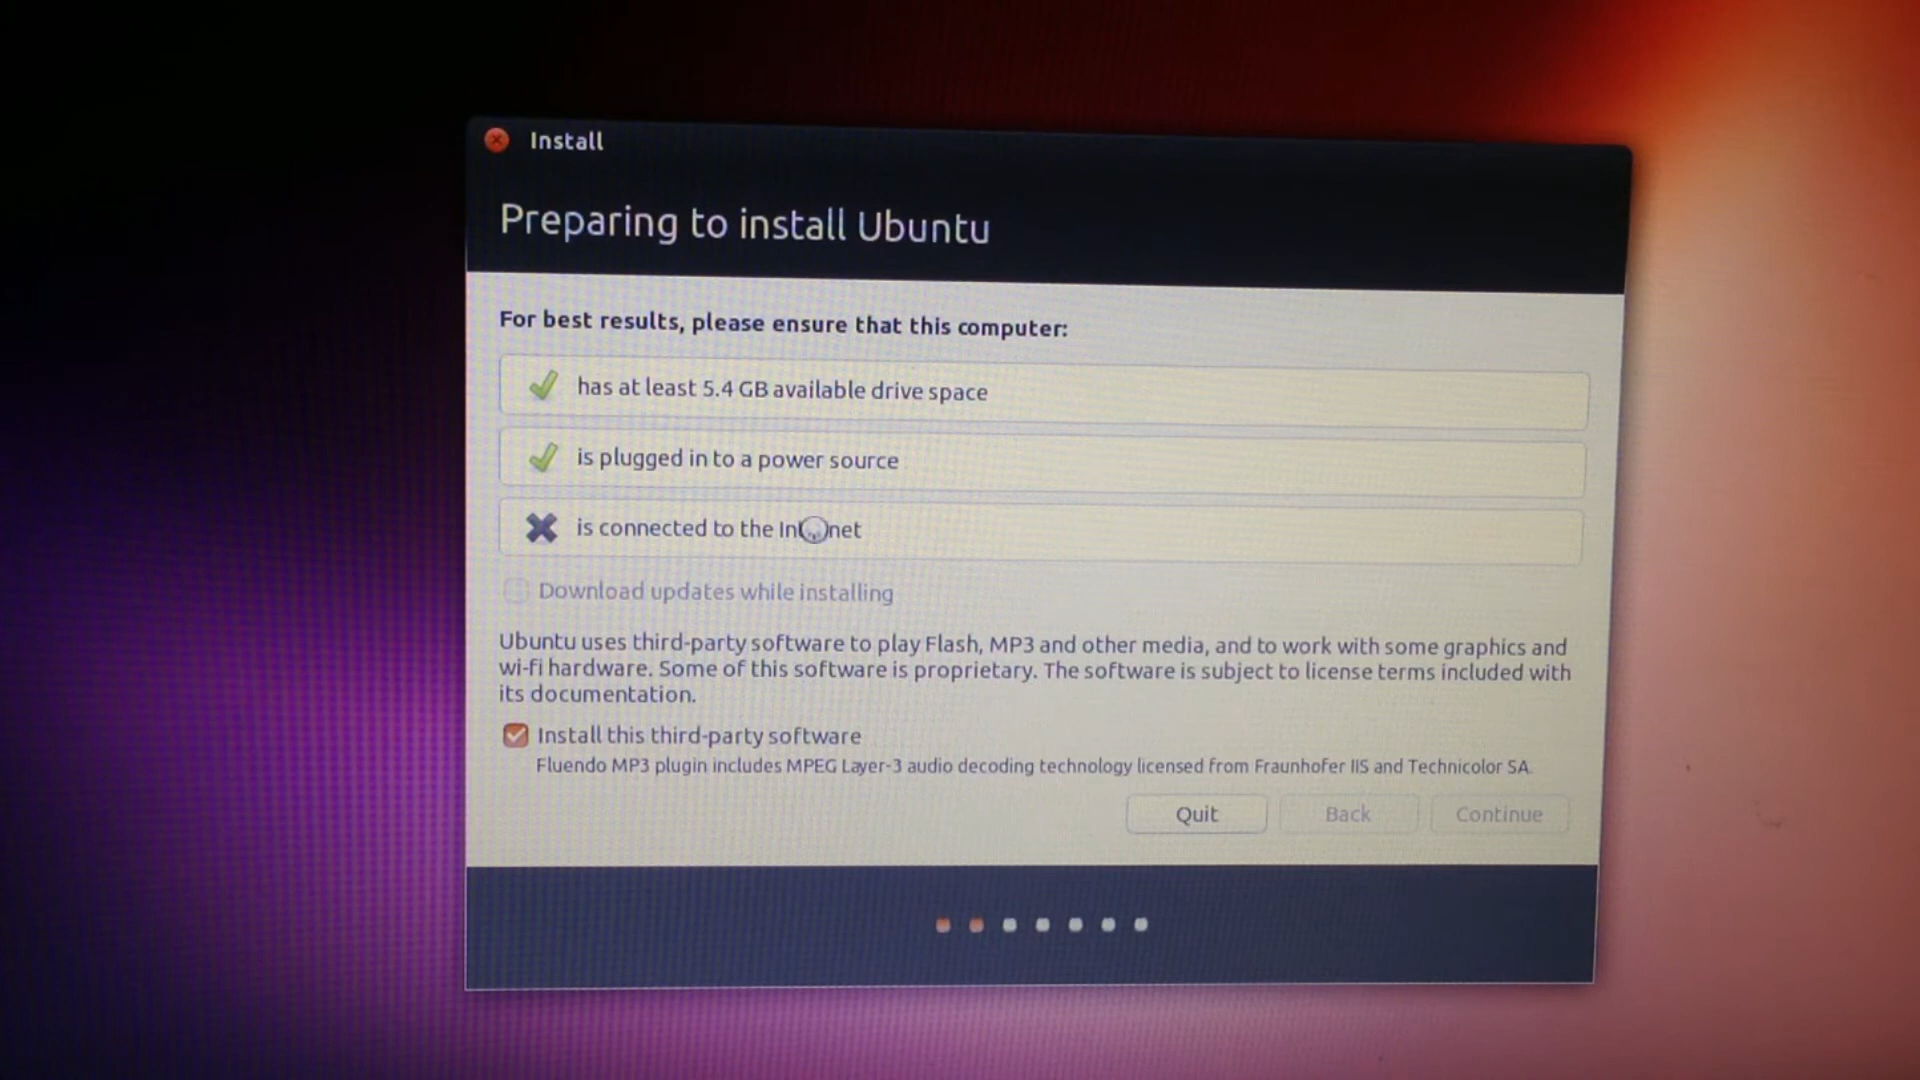 Install
Preparing to install Ubuntu
For best results, please ensure that this computer:
has at least 5.4 GB available drive space
is plugged in to a power source
is connected to the Internet
Download updates while installing
Ubuntu uses third-party software to play Flash, MP3 and other media, and to work with some graphics and
wi-fi hardware. Some of this software is proprietary. The software is subject to license terms included with
its documentation.
Install this third-party software
Fluendo MP3 plugin includes MPEG Layer-3 audio decoding technology licensed from Fraunhofer IIS and Technicolor SA.
Quit Back Continue